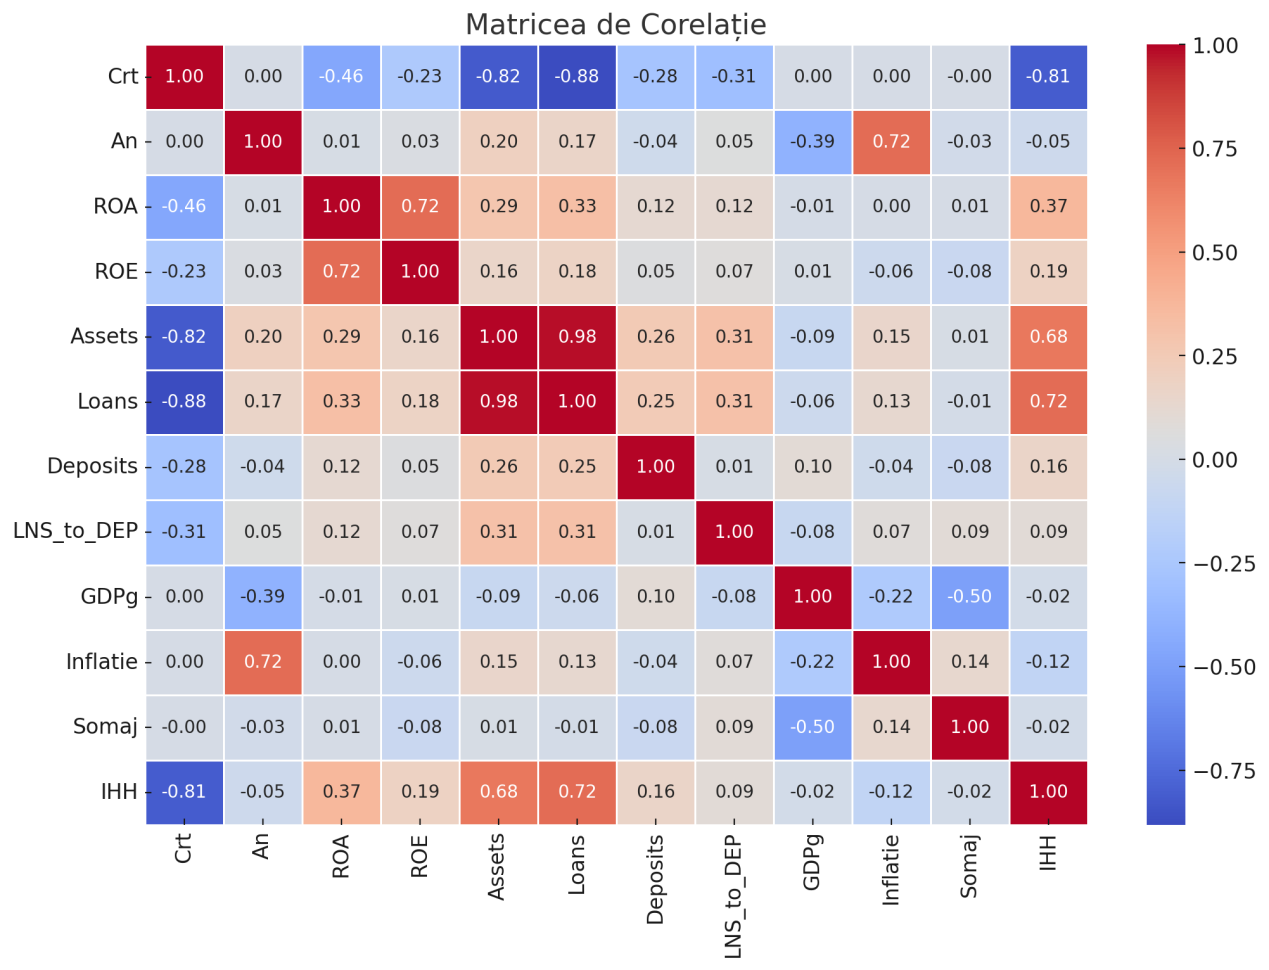 Matricea de Corelație
Crt 1.00 0.00 -0.46 -0.23 -0.82 -0.88 -0.28 -0.31 0.00 0.00 -0.00 -0.81
An 0.00 1.00 0.01 0.03 0.20 0.17 -0.04 0.05 -0.39 0.72 -0.03 -0.05
ROA -0.46 0.01 1.00 0.72 0.29 0.33 0.12 0.12 -0.01 0.00 0.01 0.37
ROE -0.23 0.03 0.72 1.00 0.16 0.18 0.05 0.07 0.01 -0.06 -0.08 0.19
Assets -0.82 0.20 0.29 0.16 1.00 0.98 0.26 0.31 -0.09 0.15 0.01 0.68
Loans -0.88 0.17 0.33 0.18 0.98 1.00 0.25 0.31 -0.06 0.13 -0.01 0.72
Deposits -0.28 -0.04 0.12 0.05 0.26 0.25 1.00 0.01 0.10 -0.04 -0.08 0.16
LNS_to_DEP -0.31 0.05 0.12 0.07 0.31 0.31 0.01 1.00 -0.08 0.07 0.09 0.09
GDPg 0.00 -0.39 -0.01 0.01 -0.09 -0.06 0.10 -0.08 1.00 -0.22 -0.50 -0.02
Inflatie 0.00 0.72 0.00 -0.06 0.15 0.13 -0.04 0.07 -0.22 1.00 0.14 -0.12
Somaj -0.00 -0.03 0.01 -0.08 0.01 -0.01 -0.08 0.09 -0.50 0.14 1.00 -0.02
IHH -0.81 -0.05 0.37 0.19 0.68 0.72 0.16 0.09 -0.02 -0.12 -0.02 1.00
Crt An ROA ROE Assets Loans Deposits LNS_to_DEP GDPg Inflatie Somaj IHH
1.00
0.75
0.50
0.25
0.00
−0.25
−0.50
−0.75